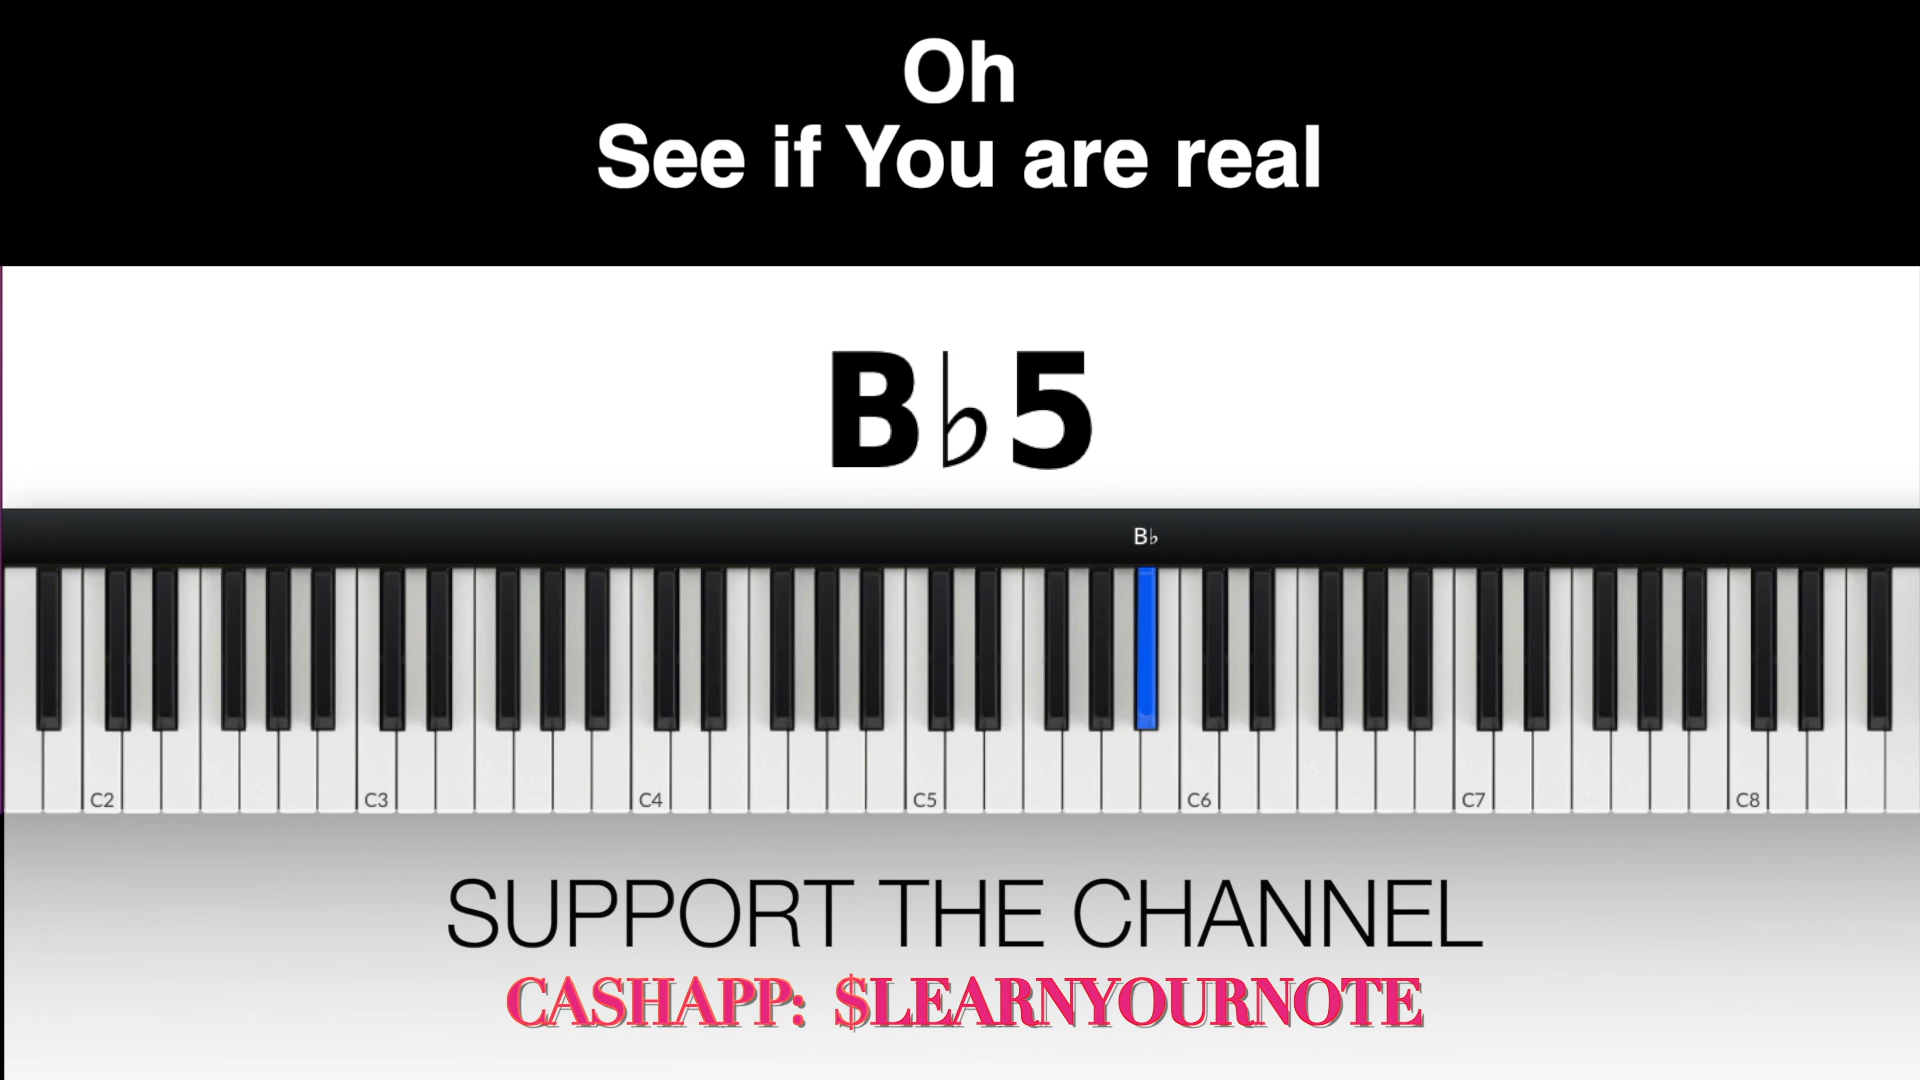 Oh
See if You are real
B♭5
B♭
C2 C3 C4 C5 C6 C7 C8
SUPPORT THE CHANNEL
CASHAPP: $LEARNYOURNOTE